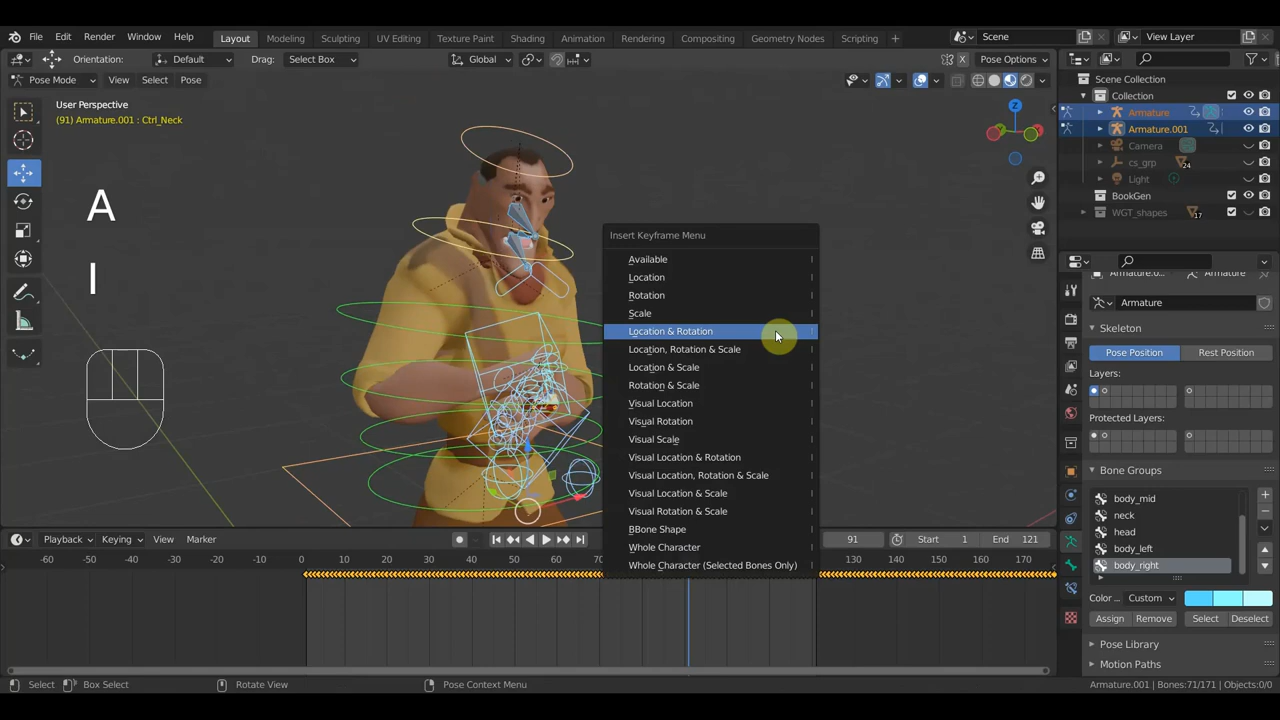 File Edit Render Window Help Layout Modeling Sculpting UV Editing Texture Paint Shading Animation Rendering Compositing Geometry Nodes Scripting + Scene View Layer
Orientation: Default Drag: Select Box Global Pose Options
Pose Mode View Select Pose
X
Scene Collection
Collection
Armature
Armature.001
Camera
cs_grp 24
Light
BookGen
WGT_shapes 17
User Perspective
(91) Armature.001 : Ctrl_Neck
Z
A
I
Insert Keyframe Menu
Available I
Location I
Rotation I
Scale I
Location & Rotation I
Location, Rotation & Scale I
Location & Scale I
Rotation & Scale I
Visual Location I
Visual Rotation I
Visual Scale I
Visual Location & Rotation I
Visual Location, Rotation & Scale I
Visual Location & Scale I
Visual Rotation & Scale I
BBone Shape I
Whole Character I
Whole Character (Selected Bones Only) I
Armature
Armature
Skeleton
Pose Position Rest Position
Layers:
Protected Layers:
Bone Groups
body_mid
neck
head
body_left
body_right
Color ... Custom
Assign Remove Select Deselect
Pose Library
Motion Paths
Playback Keying View Marker 91 Start 1 End 121
-60 -50 -40 -30 -20 -10 0 10 20 30 40 50 60 130 140 150 160 170
Select Box Select Rotate View Pose Context Menu Armature.001 | Bones:71/171 | Objects:0/0